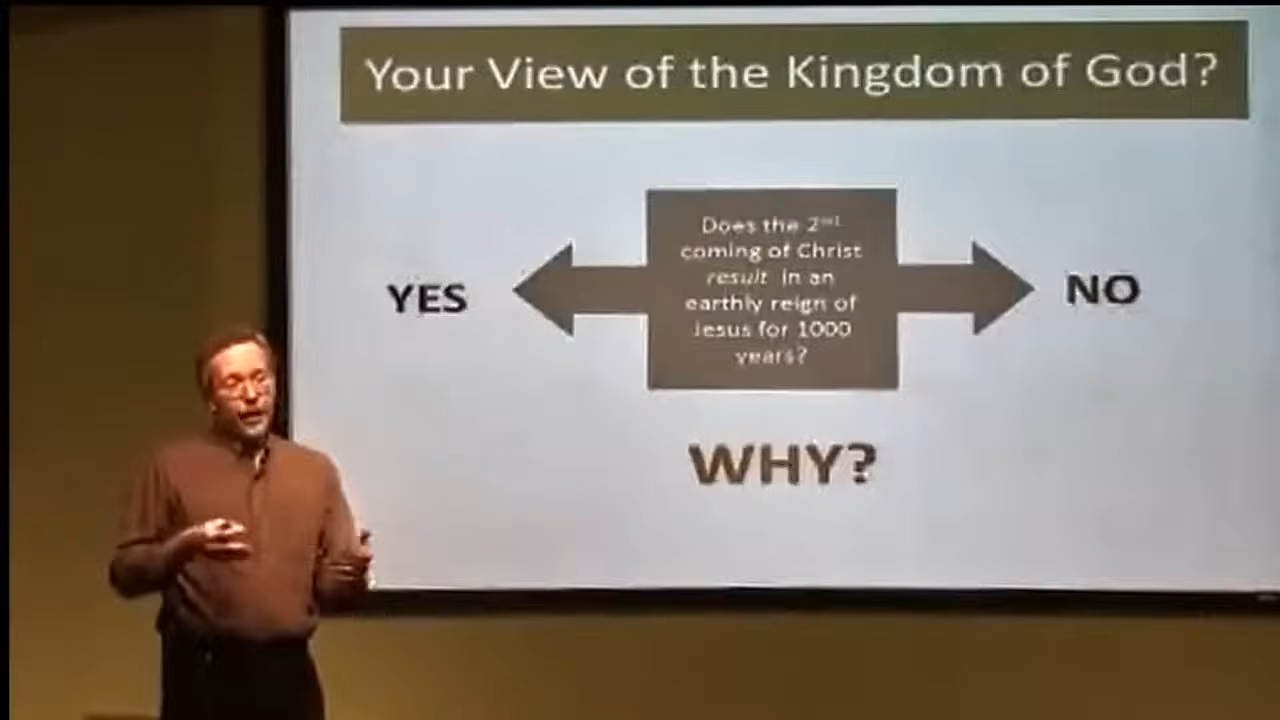 Your View of the Kingdom of God?
Does the 2nd
coming of Christ
result in an
earthly reign of
Jesus for 1000
years?
YES
NO
WHY?